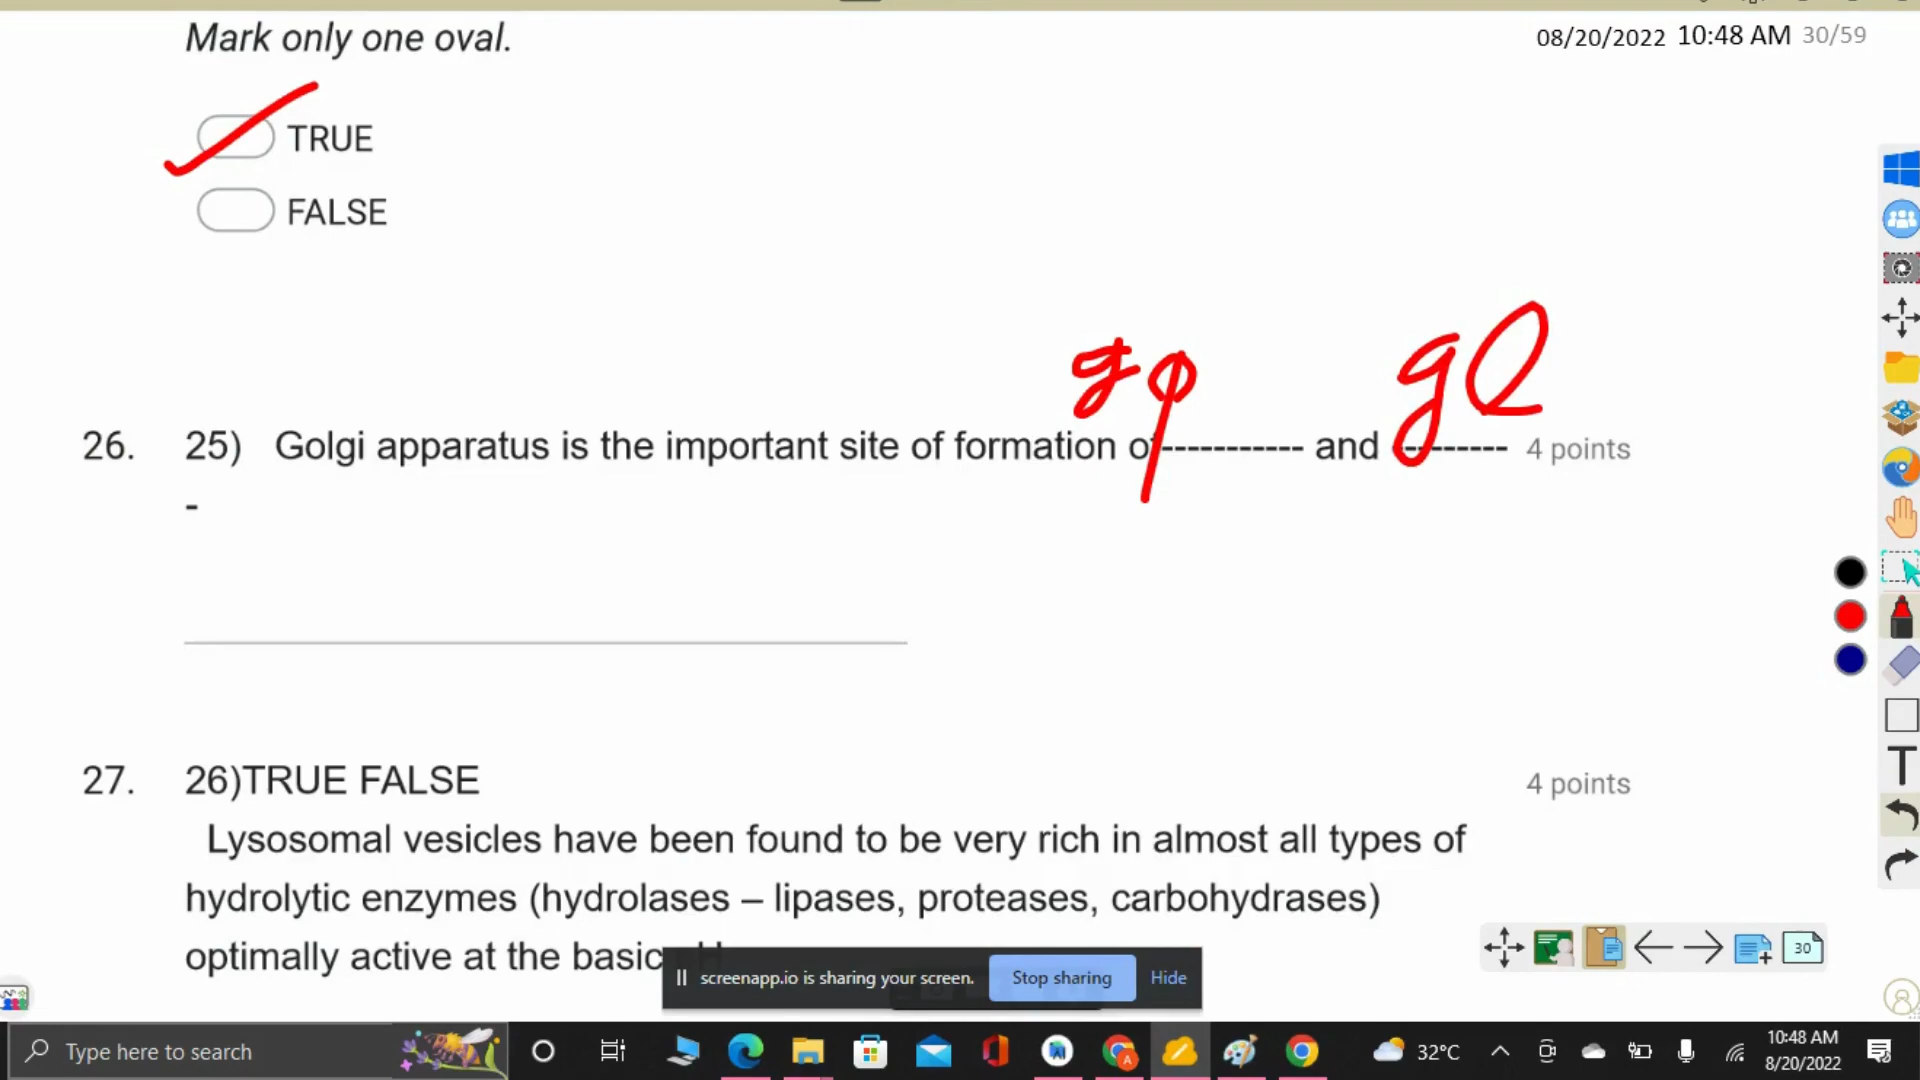 Mark only one oval.
08/20/2022 10:48 AM 30/59
TRUE
FALSE
gp gl
26. 25) Golgi apparatus is the important site of formation of ----------- and --------- 4 points
-
27. 26)TRUE FALSE 4 points
Lysosomal vesicles have been found to be very rich in almost all types of
hydrolytic enzymes (hydrolases – lipases, proteases, carbohydrases)
optimally active at the basic
T
30
screenapp.io is sharing your screen. Stop sharing Hide
Type here to search
32°C
10:48 AM
8/20/2022